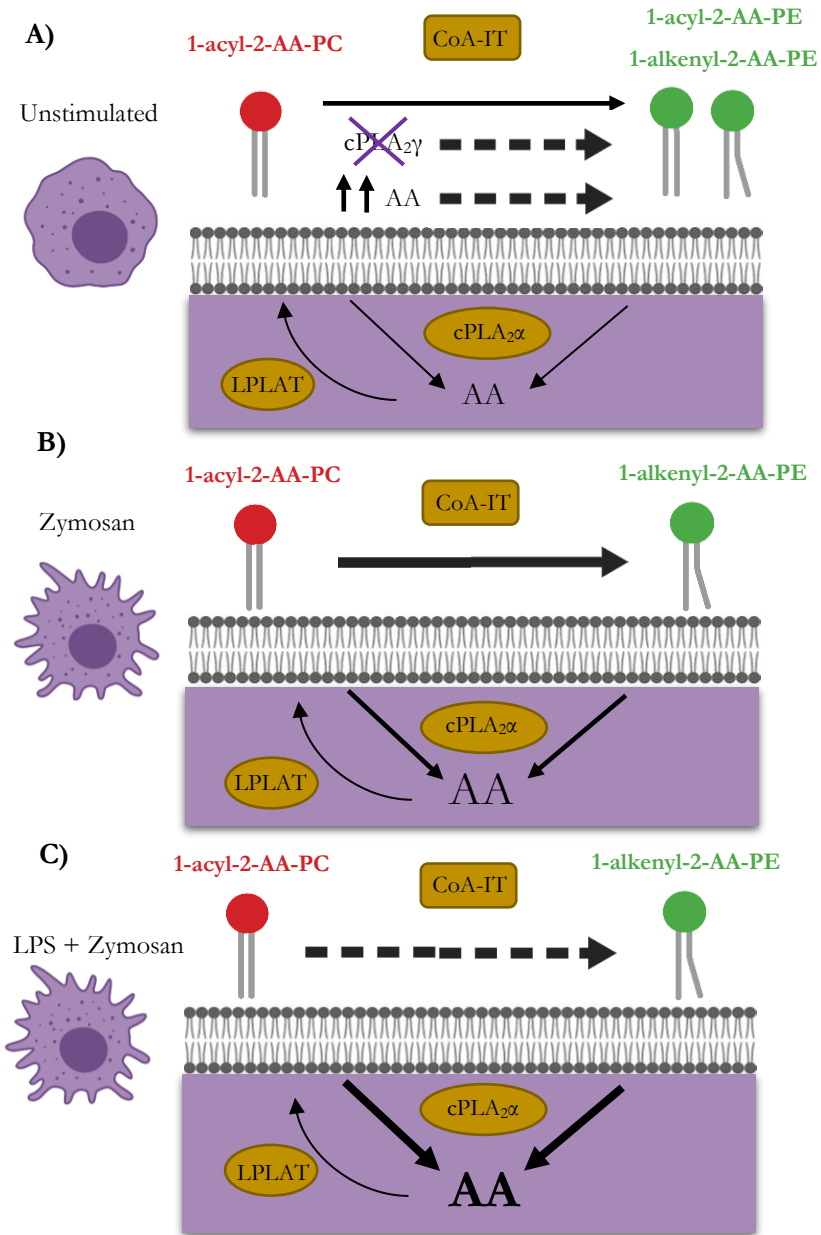 A)
1-acyl-2-AA-PC
CoA-IT
1-acyl-2-AA-PE
1-alkenyl-2-AA-PE
Unstimulated
cPLA₂γ
AA
cPLA₂α
LPLAT
AA
B)
1-acyl-2-AA-PC
CoA-IT
1-alkenyl-2-AA-PE
Zymosan
cPLA₂α
LPLAT
AA
C)
1-acyl-2-AA-PC
CoA-IT
1-alkenyl-2-AA-PE
LPS + Zymosan
cPLA₂α
LPLAT
AA